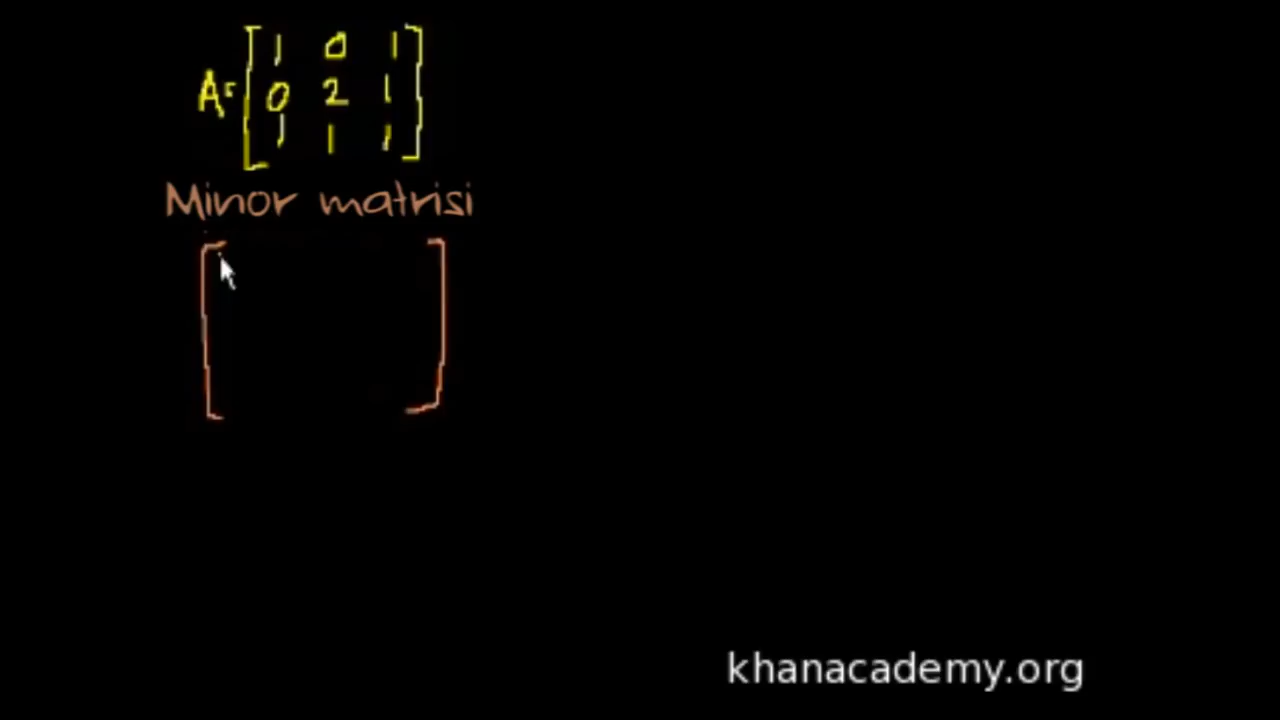 1 0 1
A= 0 2 1
1 1 1
Minor matrisi
khanacademy.org